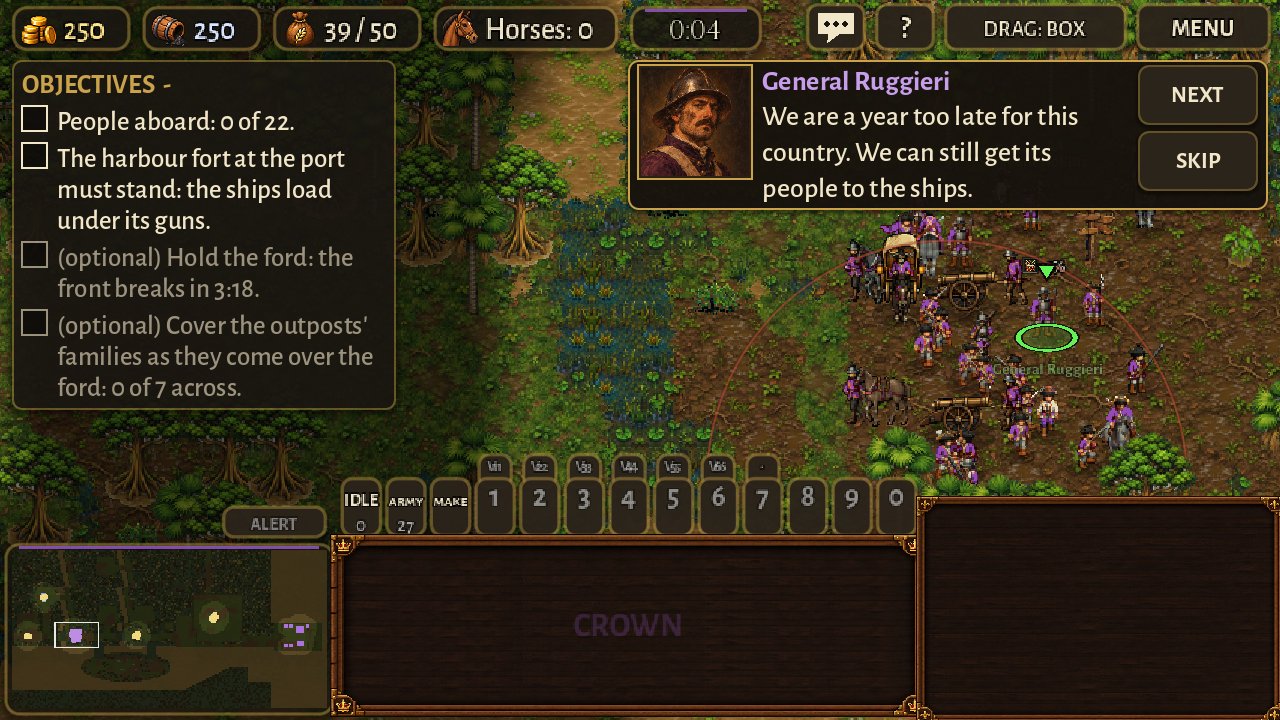 250
250
39/50
Horses: 0
0:04
?
DRAG: BOX
MENU
OBJECTIVES -
People aboard: 0 of 22.
The harbour fort at the port
must stand: the ships load
under its guns.
(optional) Hold the ford: the
front breaks in 3:18.
(optional) Cover the outposts'
families as they come over the
ford: 0 of 7 across.
General Ruggieri
We are a year too late for this
country. We can still get its
people to the ships.
NEXT
SKIP
General Ruggieri
ALERT
IDLE
0
ARMY
27
MAKE
1
2
3
4
5
6
7
8
9
0
CROWN